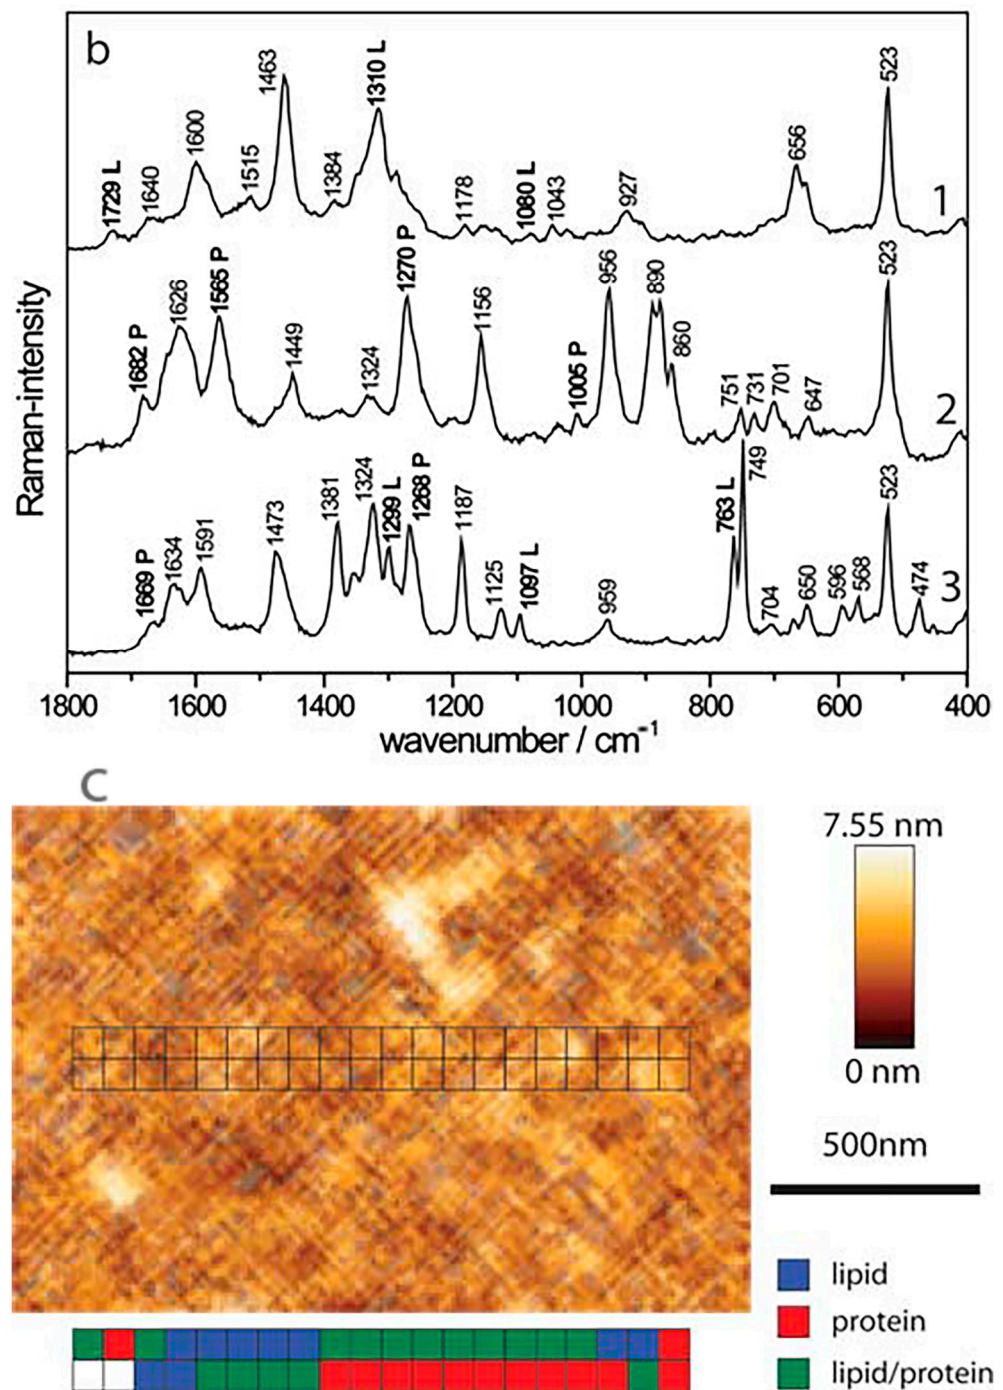 b
1729 L 1640 1600 1515 1463 1384 1310 L 1178 1080 L 1043 927 656 523 1
1682 P 1626 1565 P 1449 1324 1270 P 1156 1005 P 956 890 860 751 731 701 647 523 2
1669 P 1634 1591 1473 1381 1324 1299 L 1268 P 1187 1125 1097 L 959 763 L 749 704 650 596 568 523 474 3
Raman-intensity
1800 1600 1400 1200 1000 800 600 400
wavenumber / cm⁻¹
C
7.55 nm
0 nm
500nm
lipid
protein
lipid/protein